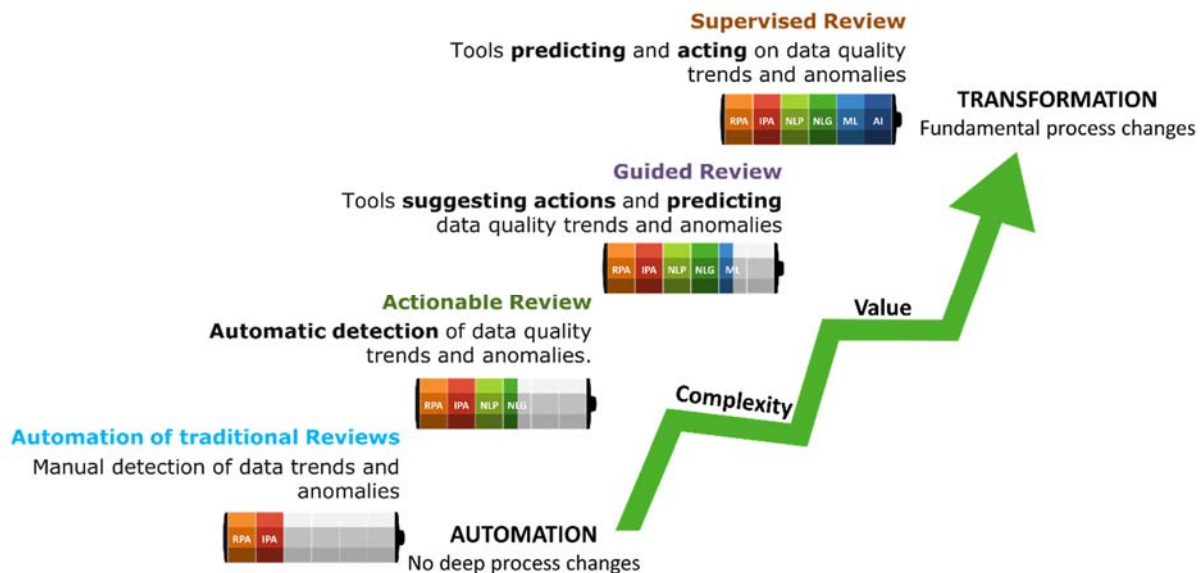 Supervised Review
Tools predicting and acting on data quality
trends and anomalies
RPA IPA NLP NLG ML AI
TRANSFORMATION
Fundamental process changes
Guided Review
Tools suggesting actions and predicting
data quality trends and anomalies
RPA IPA NLP NLG ML
Actionable Review
Automatic detection of data quality
trends and anomalies.
RPA IPA NLP NLG
Value
Complexity
Automation of traditional Reviews
Manual detection of data trends and
anomalies
RPA IPA
AUTOMATION
No deep process changes